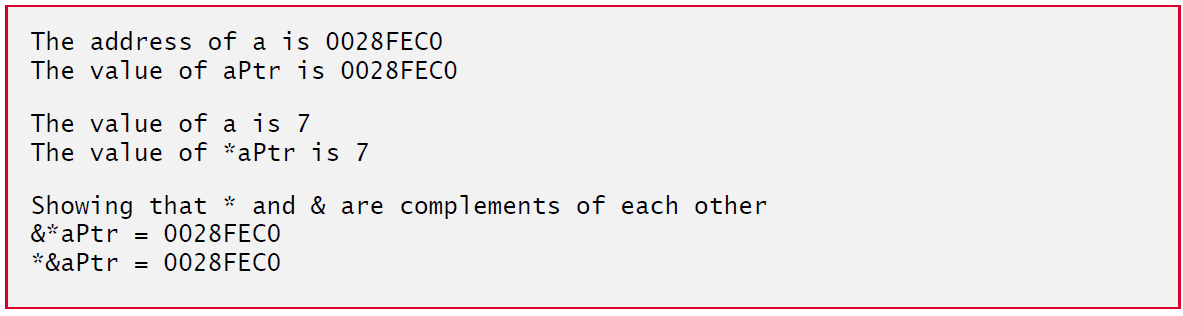 The address of a is 0028FEC0
The value of aPtr is 0028FEC0
The value of a is 7
The value of *aPtr is 7
Showing that * and & are complements of each other
&*aPtr = 0028FEC0
*&aPtr = 0028FEC0